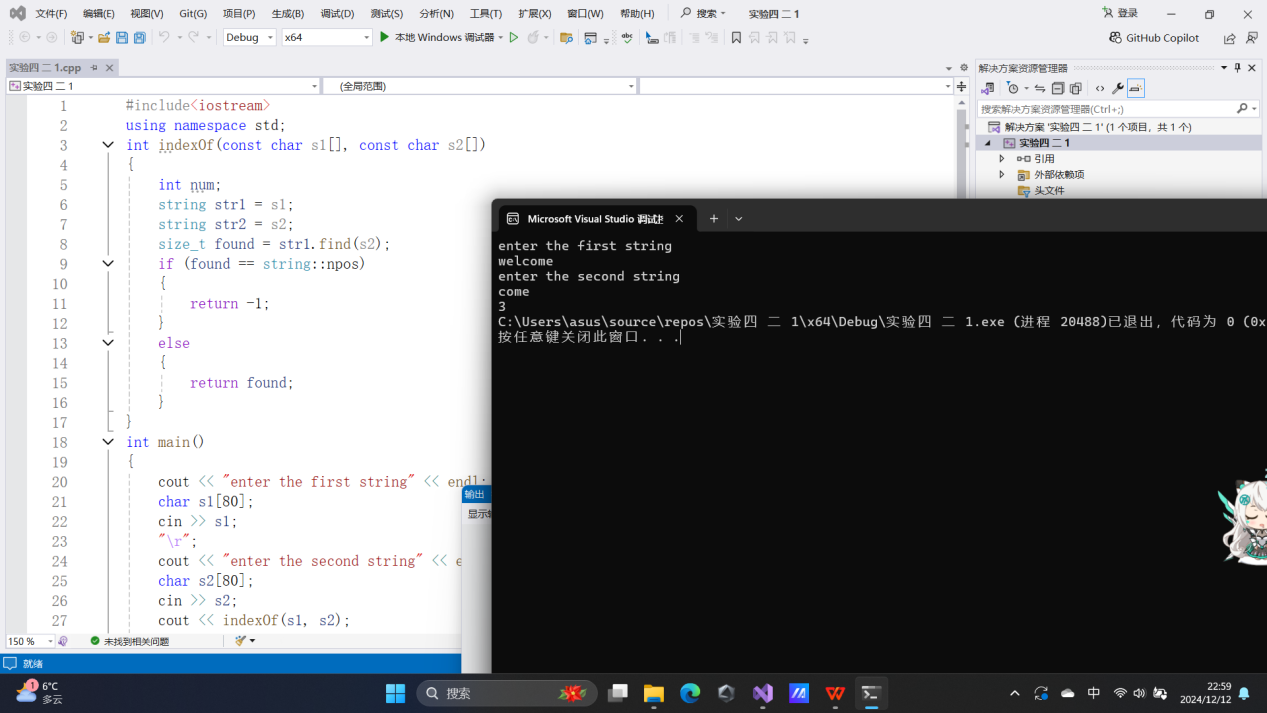 文件(F) 编辑(E) 视图(V) Git(G) 项目(P) 生成(B) 调试(D) 测试(S) 分析(N) 工具(T) 扩展(X) 窗口(W) 帮助(H) 搜索 实验四 二 1 登录
Debug x64 本地 Windows 调试器 GitHub Copilot
实验四 二 1.cpp
实验四 二 1 (全局范围)
1 #include<iostream>
2 using namespace std;
3 int indexOf(const char s1[], const char s2[])
4 {
5 int num;
6 string str1 = s1;
7 string str2 = s2;
8 size_t found = str1.find(s2);
9 if (found == string::npos)
10 {
11 return -1;
12 }
13 else
14 {
15 return found;
16 }
17 }
18 int main()
19 {
20 cout << "enter the first string" << endl;
21 char s1[80];
22 cin >> s1;
23 "\r";
24 cout << "enter the second string" << e
25 char s2[80];
26 cin >> s2;
27 cout << indexOf(s1, s2);
解决方案资源管理器
搜索解决方案资源管理器(Ctrl+;)
解决方案 '实验四 二 1' (1 个项目, 共 1 个)
实验四 二 1
引用
外部依赖项
头文件
Microsoft Visual Studio 调试
enter the first string
welcome
enter the second string
come
3
C:\Users\asus\source\repos\实验四 二 1\x64\Debug\实验四 二 1.exe (进程 20488)已退出，代码为 0 (0x
按任意键关闭此窗口. . .
输出
显示
150 % 未找到相关问题
就绪
1 6°C
多云
搜索
中
22:59
2024/12/12